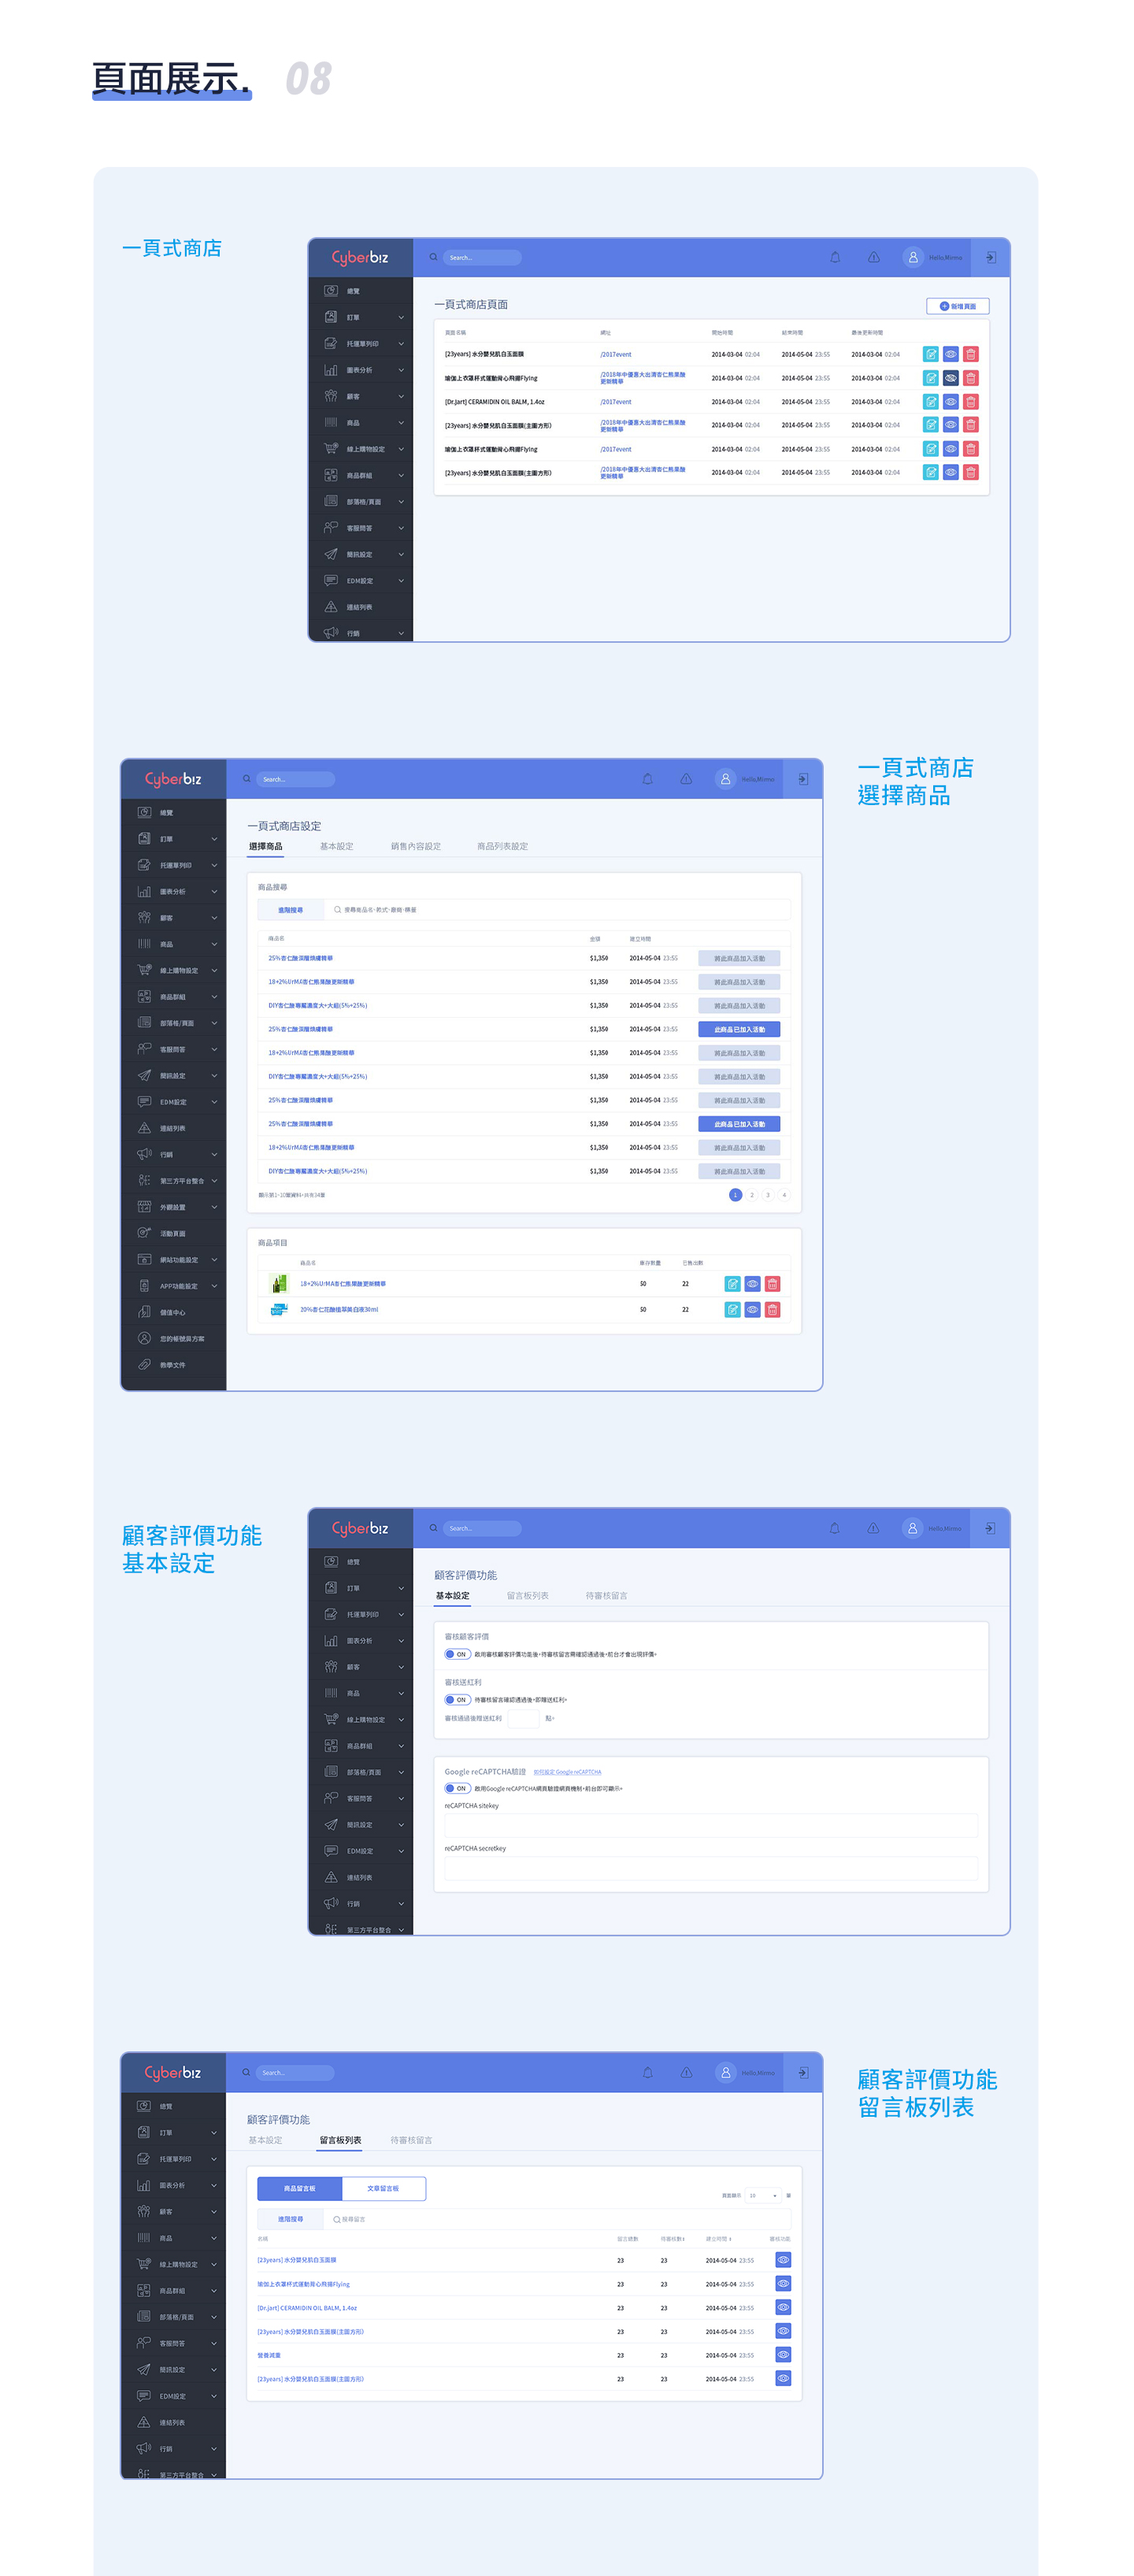 頁面展示. 08
一頁式商店
Cyberbiz
Search...
Hello,Mirmo
總覽
訂單
托運單列印
圖表分析
顧客
商品
線上購物設定
商品群組
部落格/頁面
客服問答
簡訊設定
EDM設定
連結列表
行銷
一頁式商店頁面
新增頁面
頁面名稱 網址 開始時間 結束時間 最後更新時間
[23years] 水分嬰兒肌白玉面膜 /2017event 2014-03-04 02:04 2014-05-04 23:55 2014-03-04 02:04
瑜伽上衣罩杯式運動背心飛揚Flying /2018年中優惠大出清杏仁熊果酸更新精華 2014-03-04 02:04 2014-05-04 23:55 2014-03-04 02:04
[Dr.Jart] CERAMIDIN OIL BALM, 1.4oz /2017event 2014-03-04 02:04 2014-05-04 23:55 2014-03-04 02:04
[23years] 水分嬰兒肌白玉面膜(主圖方形) /2018年中優惠大出清杏仁熊果酸更新精華 2014-03-04 02:04 2014-05-04 23:55 2014-03-04 02:04
瑜伽上衣罩杯式運動背心飛揚Flying /2017event 2014-03-04 02:04 2014-05-04 23:55 2014-03-04 02:04
[23years] 水分嬰兒肌白玉面膜(主圖方形) /2018年中優惠大出清杏仁熊果酸更新精華 2014-03-04 02:04 2014-05-04 23:55 2014-03-04 02:04
一頁式商店
選擇商品
Cyberbiz
Search...
Hello,Mirmo
總覽
訂單
托運單列印
圖表分析
顧客
商品
線上購物設定
商品群組
部落格/頁面
客服問答
簡訊設定
EDM設定
連結列表
行銷
第三方平台整合
外觀設置
活動頁面
網站功能設定
APP功能設定
儲值中心
您的帳號與方案
教學文件
一頁式商店設定
選擇商品 基本設定 銷售內容設定 商品列表設定
商品搜尋
進階搜尋
商品名 金額 建立時間
25%杏仁酸深層煥膚精華 $1,350 2014-05-04 23:55 將此商品加入活動
18+2%UrMA杏仁熊果酸更新精華 $1,350 2014-05-04 23:55 將此商品加入活動
DIY杏仁酸專屬濃度大+大組(5%+25%) $1,350 2014-05-04 23:55 將此商品加入活動
25%杏仁酸深層煥膚精華 $1,350 2014-05-04 23:55 此商品已加入活動
18+2%UrMA杏仁熊果酸更新精華 $1,350 2014-05-04 23:55 將此商品加入活動
DIY杏仁酸專屬濃度大+大組(5%+25%) $1,350 2014-05-04 23:55 將此商品加入活動
25%杏仁酸深層煥膚精華 $1,350 2014-05-04 23:55 將此商品加入活動
25%杏仁酸深層煥膚精華 $1,350 2014-05-04 23:55 此商品已加入活動
18+2%UrMA杏仁熊果酸更新精華 $1,350 2014-05-04 23:55 將此商品加入活動
DIY杏仁酸專屬濃度大+大組(5%+25%) $1,350 2014-05-04 23:55 將此商品加入活動
1 2 3 4
商品項目
商品名 庫存數量 已售出數
18+2%UrMA杏仁熊果酸更新精華 50 22
20%杏仁花酸植萃美白液30ml 50 22
顧客評價功能
基本設定
Cyberbiz
Search...
Hello,Mirmo
總覽
訂單
托運單列印
圖表分析
顧客
商品
線上購物設定
商品群組
部落格/頁面
客服問答
簡訊設定
EDM設定
連結列表
行銷
第三方平台整合
顧客評價功能
基本設定 留言板列表 待審核留言
審核顧客評價
ON 啟用審核顧客評價功能後,待審核留言需確認通過後,前台才會出現評價。
審核送紅利
ON 待審核留言確認通過後,即贈送紅利。
審核通過後贈送紅利 點。
Google reCAPTCHA驗證 如何設定 Google reCAPTCHA
ON 啟用Google reCAPTCHA網頁驗證網頁機制,前台即可顯示。
reCAPTCHA sitekey
reCAPTCHA secretkey
顧客評價功能
留言板列表
Cyberbiz
Search...
Hello,Mirmo
總覽
訂單
托運單列印
圖表分析
顧客
商品
線上購物設定
商品群組
部落格/頁面
客服問答
簡訊設定
EDM設定
連結列表
行銷
第三方平台整合
顧客評價功能
基本設定 留言板列表 待審核留言
商品留言板 文章留言板
頁面顯示 10 筆
進階搜尋 搜尋留言
名稱 留言總數 待審核數 建立時間 審核功能
[23years] 水分嬰兒肌白玉面膜 23 23 2014-05-04 23:55
瑜伽上衣罩杯式運動背心飛揚Flying 23 23 2014-05-04 23:55
[Dr.Jart] CERAMIDIN OIL BALM, 1.4oz 23 23 2014-05-04 23:55
[23years] 水分嬰兒肌白玉面膜(主圖方形) 23 23 2014-05-04 23:55
營養減重 23 23 2014-05-04 23:55
[23years] 水分嬰兒肌白玉面膜(主圖方形) 23 23 2014-05-04 23:55